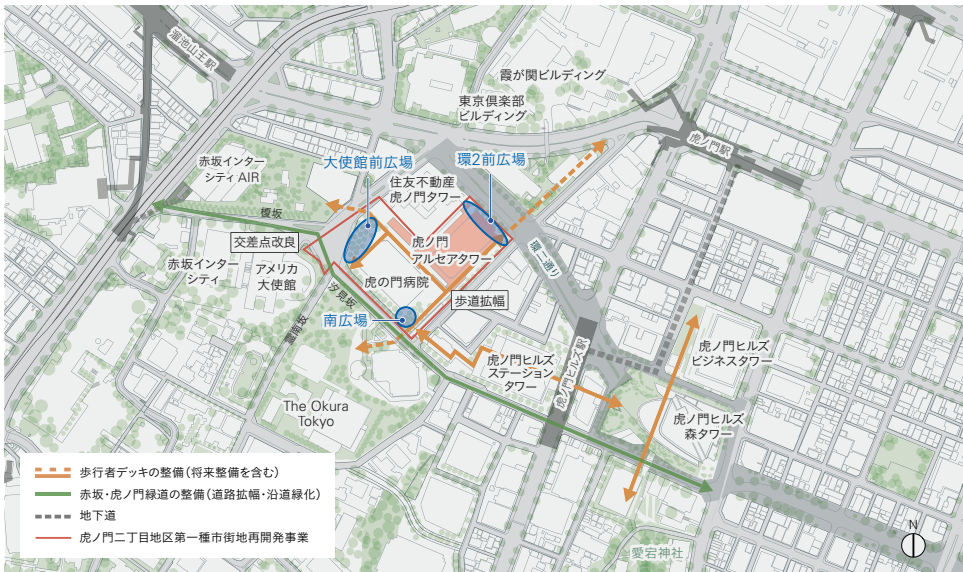 溜池山王駅
霞が関ビルディング
東京倶楽部
ビルディング
虎ノ門駅
赤坂インター
シティ AIR
大使館前広場
環2前広場
住友不動産
虎ノ門タワー
榎坂
交差点改良
虎ノ門
アルセアタワー
環二通り
赤坂インター
シティ
アメリカ
大使館
虎の門病院
汐見坂
歩道拡幅
南広場
霊南坂
虎ノ門ヒルズ
ステーション
タワー
虎ノ門ヒルズ駅
虎ノ門ヒルズ
ビジネスタワー
The Okura
Tokyo
虎ノ門ヒルズ
森タワー
歩行者デッキの整備(将来整備を含む)
赤坂・虎ノ門緑道の整備(道路拡幅・沿道緑化)
地下道
虎ノ門二丁目地区第一種市街地再開発事業
愛宕神社
N